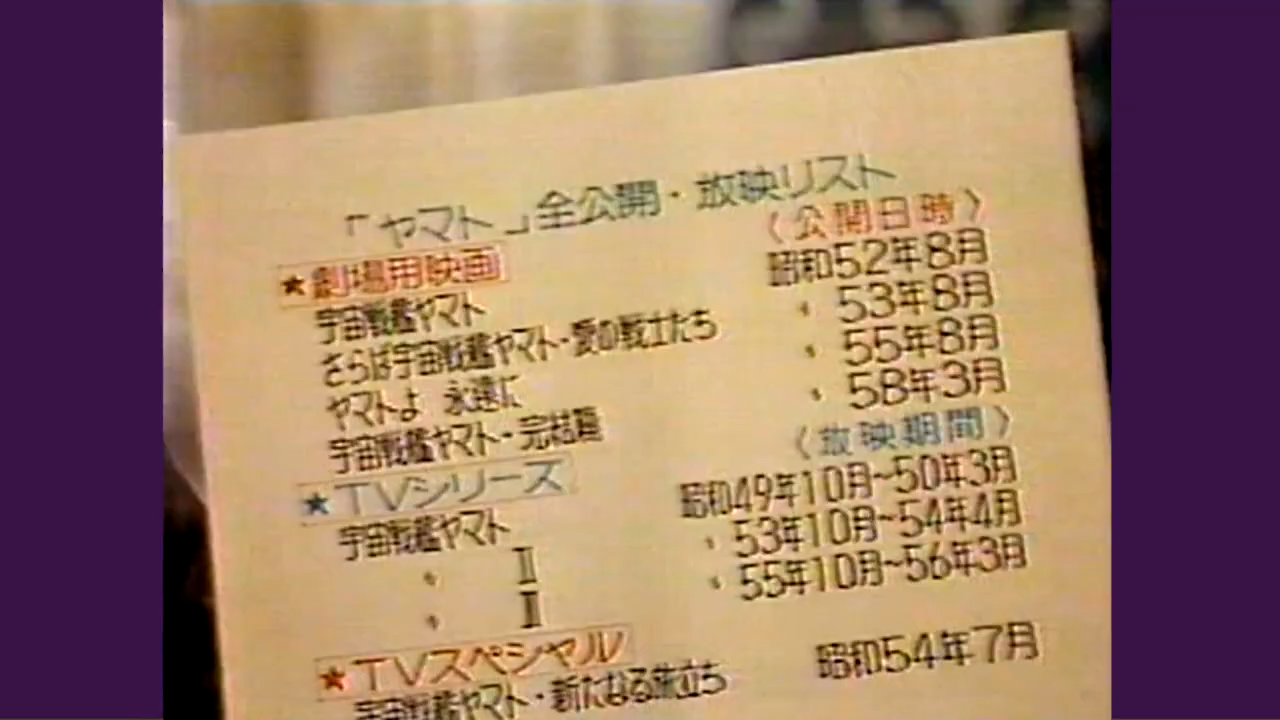 「ヤマト」全公開・放映リスト
★劇場用映画 〈公開日時〉
宇宙戦艦ヤマト 昭和52年8月
さらば宇宙戦艦ヤマト・愛の戦士たち 〃 53年8月
ヤマトよ 永遠に 〃 55年8月
宇宙戦艦ヤマト・完結篇 〃 58年3月
★TVシリーズ 〈放映期間〉
宇宙戦艦ヤマト 昭和49年10月~50年3月
〃 II 〃 53年10月~54年4月
〃 〃 55年10月~56年3月
★TVスペシャル
宇宙戦艦ヤマト・新たなる旅立ち 昭和54年7月